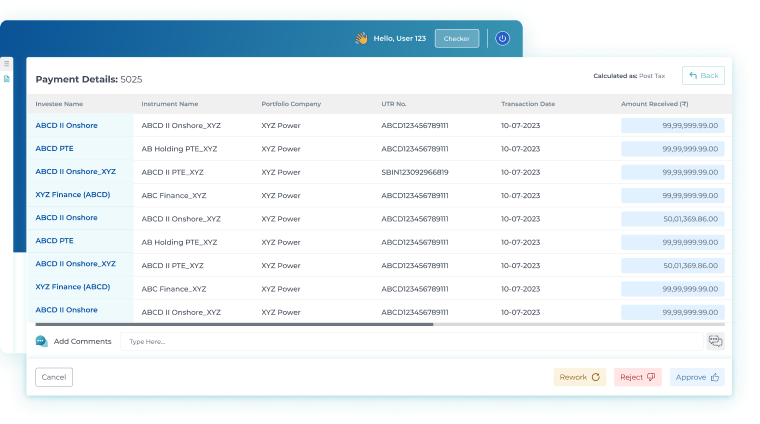 Hello, User 123 Checker
Payment Details: 5025 Calculated as: Post Tax Back
Investee Name Instrument Name Portfolio Company UTR No. Transaction Date Amount Received (₹)
ABCD II Onshore ABCD II Onshore_XYZ XYZ Power ABCD123456789111 10-07-2023 99,99,999.99.00
ABCD PTE AB Holding PTE_XYZ XYZ Power ABCD123456789111 10-07-2023 99,99,999.99.00
ABCD II Onshore_XYZ ABCD II PTE_XYZ XYZ Power SBIN123092966819 10-07-2023 99,99,999.99.00
XYZ Finance (ABCD) ABC Finance_XYZ XYZ Power ABCD123456789111 10-07-2023 99,99,999.99.00
ABCD II Onshore ABCD II Onshore_XYZ XYZ Power ABCD123456789111 10-07-2023 50,01,369.86.00
ABCD PTE AB Holding PTE_XYZ XYZ Power ABCD123456789111 10-07-2023 99,99,999.99.00
ABCD II Onshore_XYZ ABCD II PTE_XYZ XYZ Power ABCD123456789111 10-07-2023 50,01,369.86.00
XYZ Finance (ABCD) ABC Finance_XYZ XYZ Power ABCD123456789111 10-07-2023 99,99,999.99.00
ABCD II Onshore ABCD II Onshore_XYZ XYZ Power ABCD123456789111 10-07-2023 99,99,999.99.00
Add Comments Type Here...
Cancel Rework Reject Approve